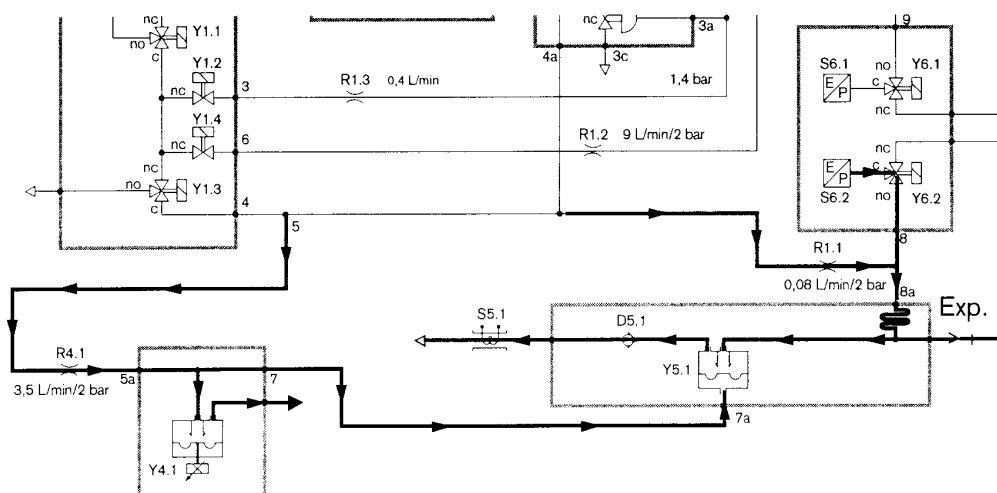 nc
9
Y1.1
nc
3a
no
c
4a
3c
Y1.2
R1.3
0,4 L/min
1,4 bar
S6.1
no
Y6.1
c
E
P
nc
nc
3
Y1.4
R1.2
9 L/min/2 bar
nc
6
nc
nc
no
Y1.3
E
P
c
c
4
S6.2
no
Y6.2
5
8
R1.1
0,08 L/min/2 bar
8a
S5.1
D5.1
Exp.
R4.1
5a
7
Y5.1
3,5 L/min/2 bar
7a
Y4.1